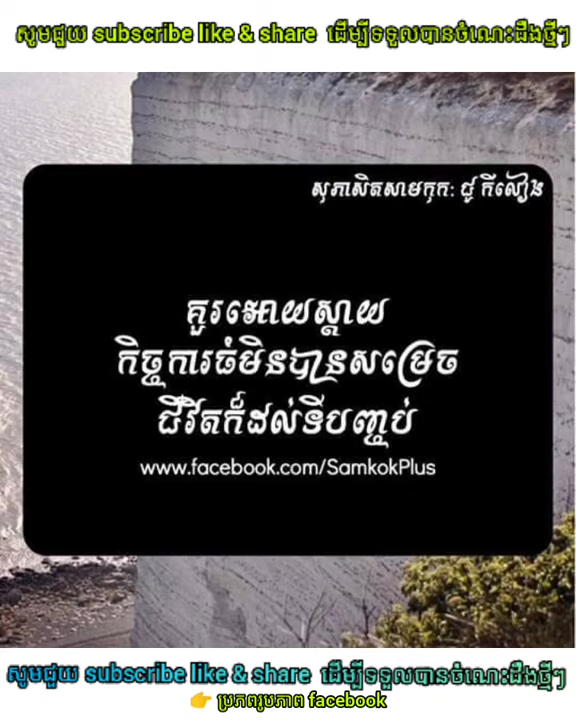 សូមជួយ subscribe like & share ដើម្បីទទួលបានចំណេះដឹងថ្មីៗ
សុភាសិតសាមកុក: ជូ កីលៀង
គួរអោយស្តាយ
កិច្ចការធំមិនបានសម្រេច
ជីវិតក៏ដល់ទីបញ្ចប់
www.facebook.com/SamkokPlus
សូមជួយ subscribe like & share ដើម្បីទទួលបានចំណេះដឹងថ្មីៗ
👉 ប្រភពរូបភាព facebook